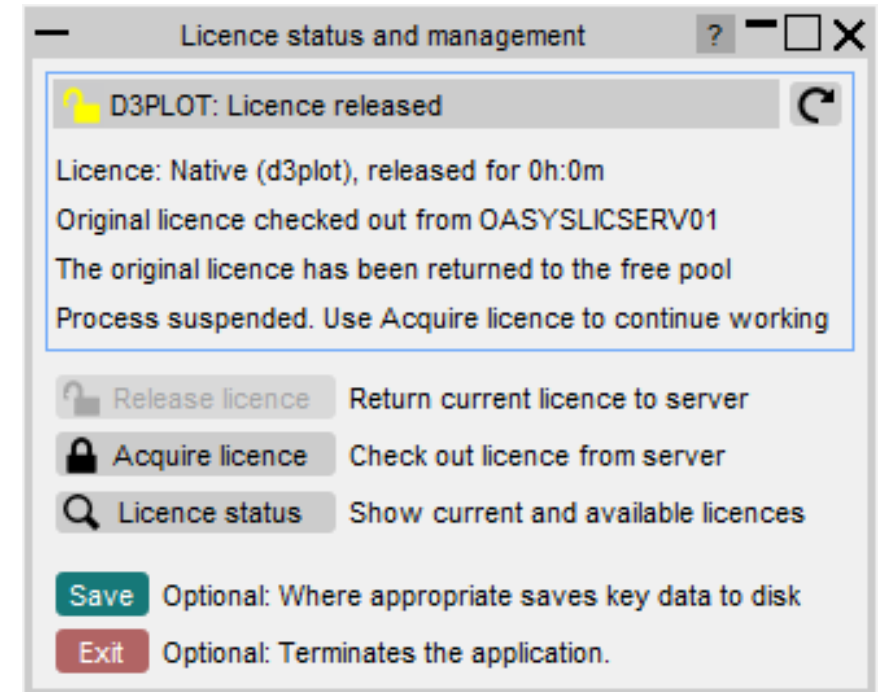 Licence status and management ?
D3PLOT: Licence released
Licence: Native (d3plot), released for 0h:0m
Original licence checked out from OASYSLICSERV01
The original licence has been returned to the free pool
Process suspended. Use Acquire licence to continue working
Release licence Return current licence to server
Acquire licence Check out licence from server
Licence status Show current and available licences
Save Optional: Where appropriate saves key data to disk
Exit Optional: Terminates the application.